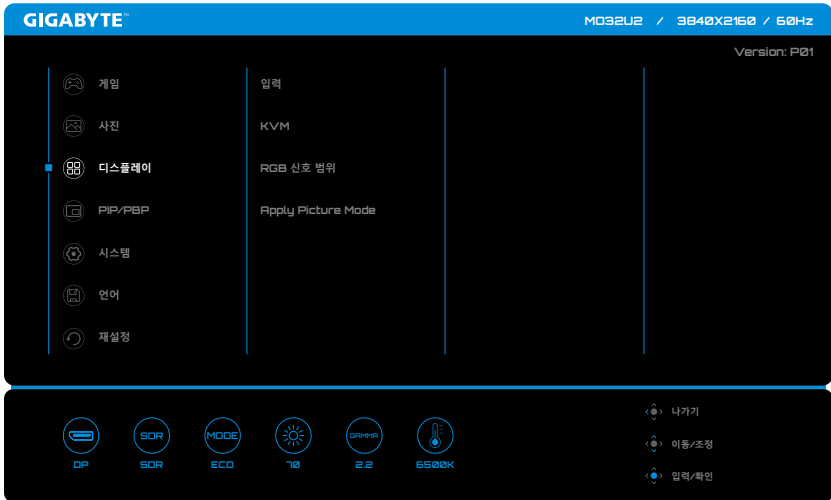 GIGABYTE™
MO32U2 / 3840X2160 / 60Hz
Version: P01
게임
사진
디스플레이
PIP/PBP
시스템
언어
재설정
입력
KVM
RGB 신호 범위
Apply Picture Mode
SDR
MODE
GAMMA
DP
SDR
ECO
70
2.2
6500K
나가기
이동/조정
입력/확인